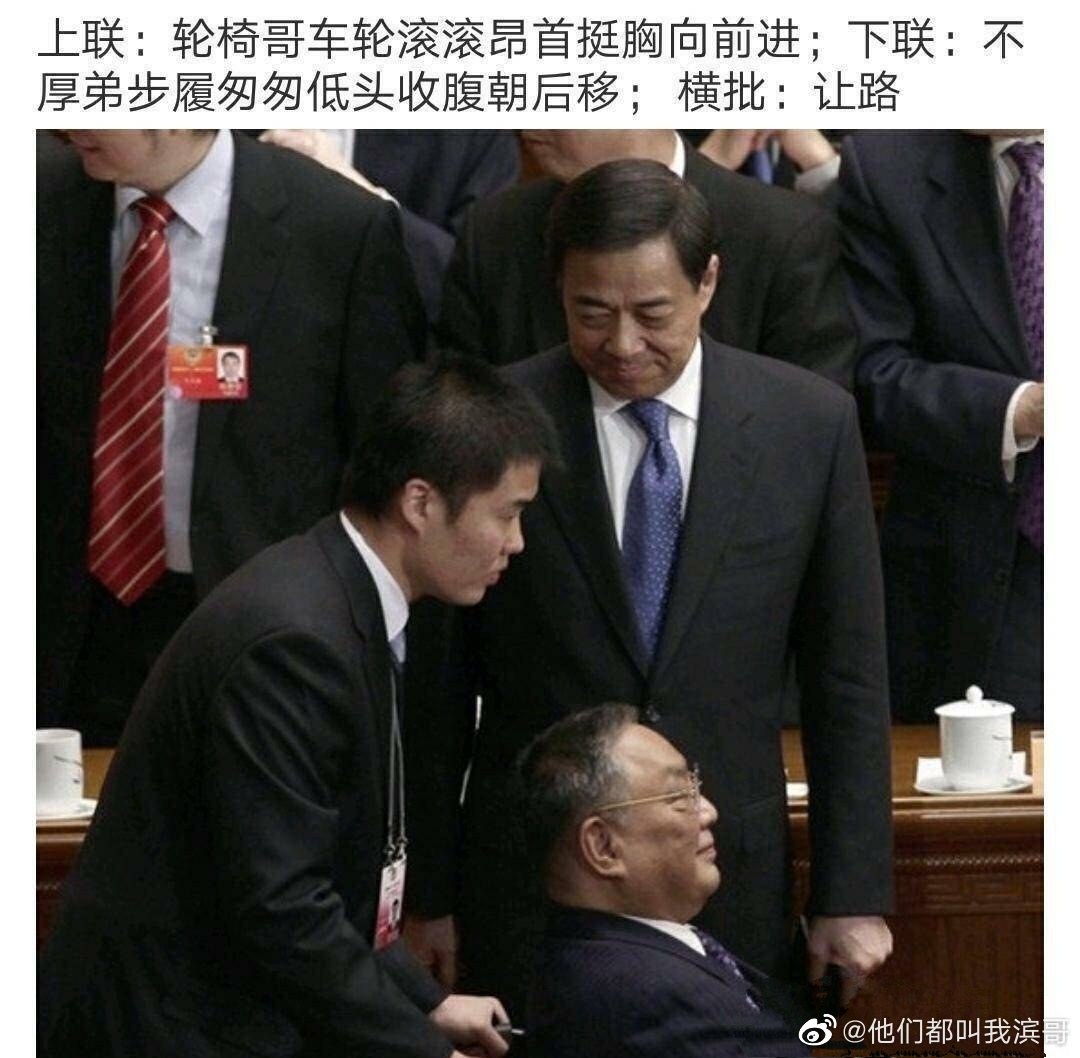 上联：轮椅哥车轮滚滚昂首挺胸向前进；下联：不
厚弟步履匆匆低头收腹朝后移； 横批：让路
@他们都叫我滨哥